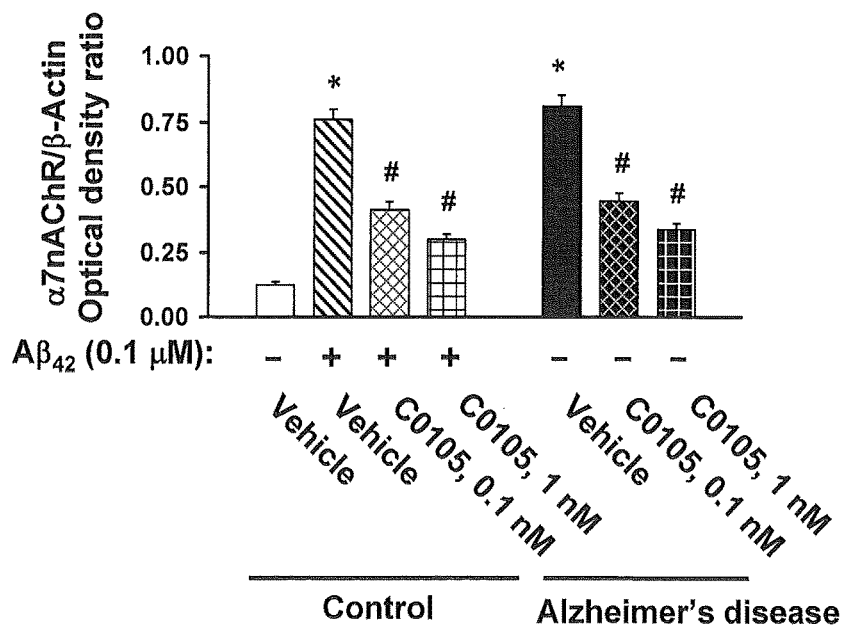 α7nAChR/β-Actin
Optical density ratio
1.00
0.75
0.50
0.25
0.00
*
#
#
*
#
#
Aβ₄₂ (0.1 μM): – + + + – – –
Vehicle
Vehicle
C0105, 0.1 nM
C0105, 1 nM
Vehicle
C0105, 0.1 nM
C0105, 1 nM
Control
Alzheimer's disease